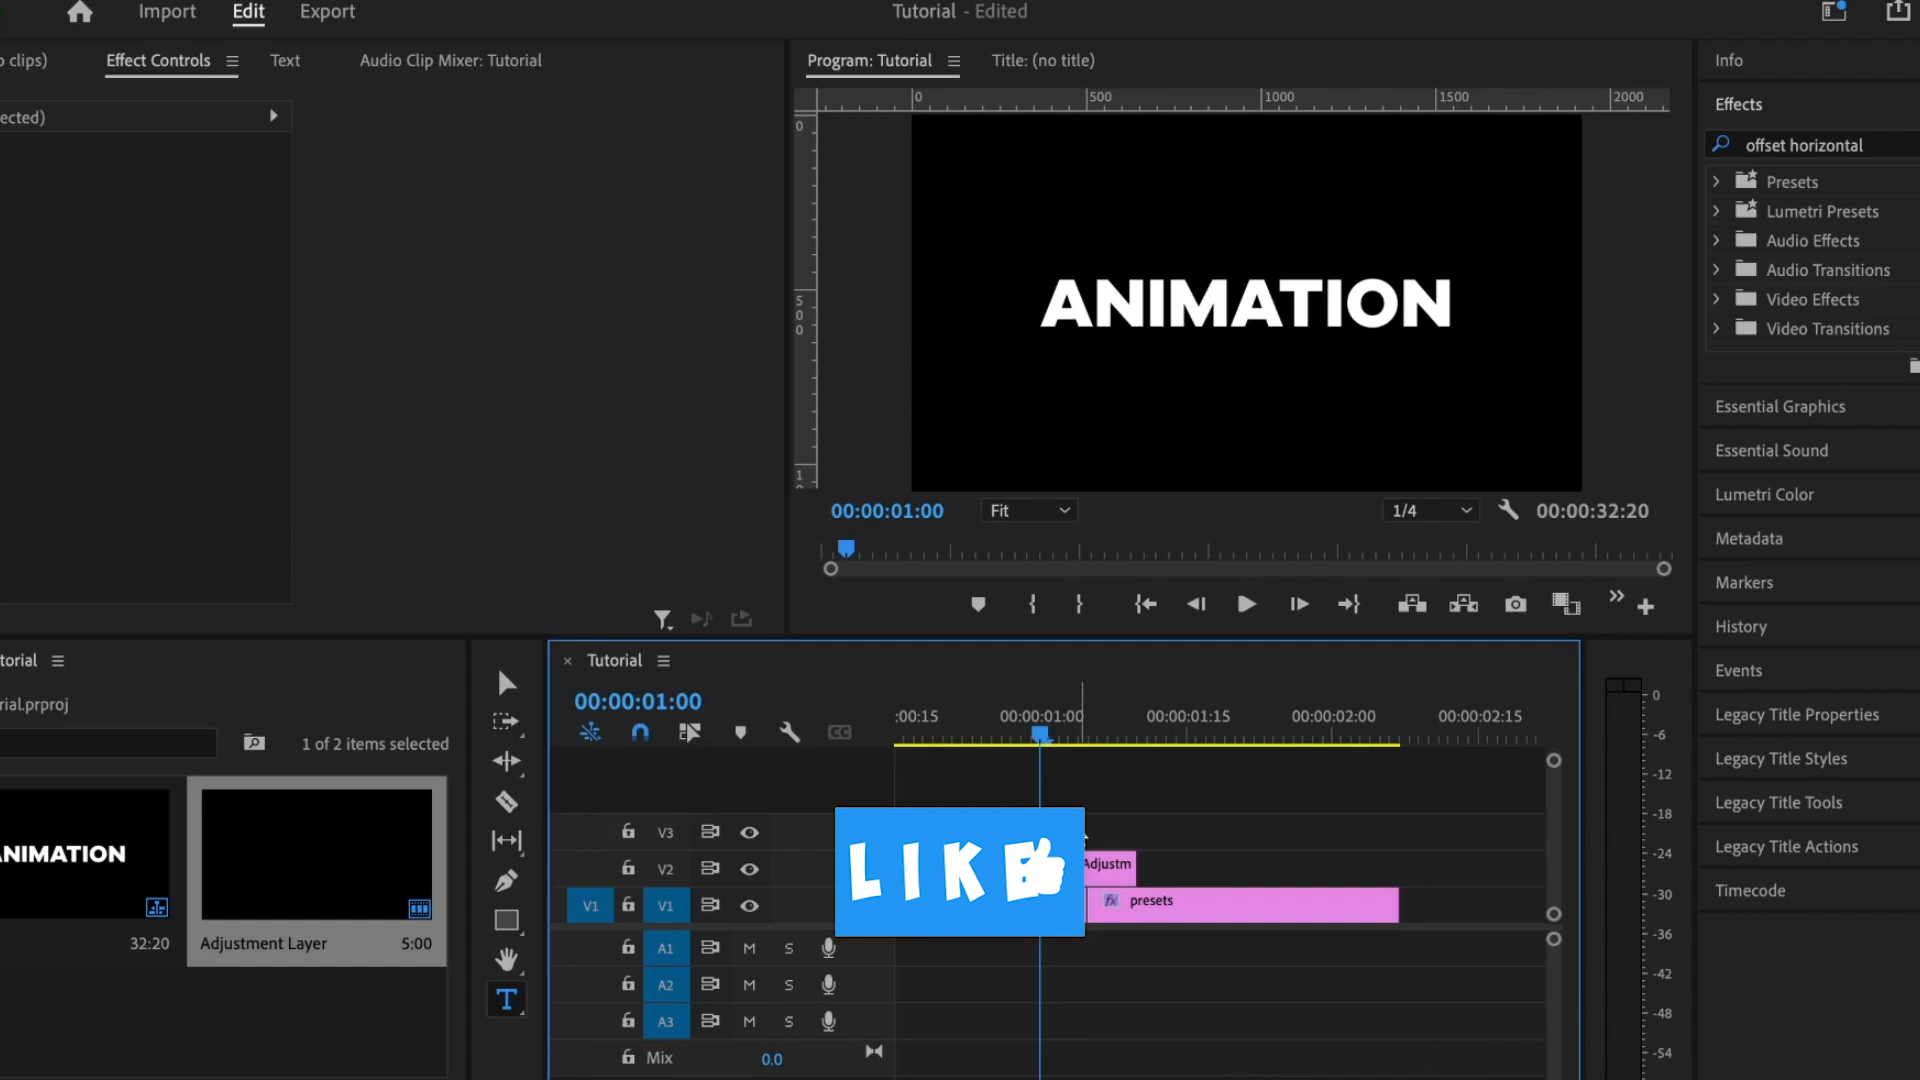 Import Edit Export
Tutorial - Edited
o clips) Effect Controls Text Audio Clip Mixer: Tutorial
ected)
Program: Tutorial Title: (no title)
0 500 1000 1500 2000
0
500
ANIMATION
00:00:01:00 Fit 1/4 00:00:32:20
Info
Effects
offset horizontal
Presets
Lumetri Presets
Audio Effects
Audio Transitions
Video Effects
Video Transitions
Essential Graphics
Essential Sound
Lumetri Color
Metadata
Markers
History
Events
Legacy Title Properties
Legacy Title Styles
Legacy Title Tools
Legacy Title Actions
Timecode
torial
rial.prproj
1 of 2 items selected
NIMATION
32:20
Adjustment Layer 5:00
T
× Tutorial
00:00:01:00
CC
:00:15 00:00:01:00 00:00:01:15 00:00:02:00 00:00:02:15
V3
V2 Adjustm
V1 V1 fx presets
LIKE
A1 M S
A2 M S
A3 M S
Mix 0.0
0
-6
-12
-18
-24
-30
-36
-42
-48
-54